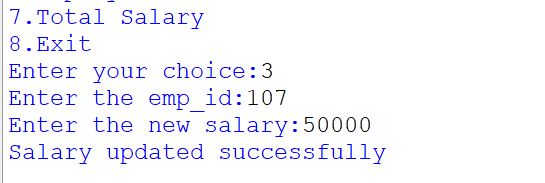 7.Total Salary
8.Exit
Enter your choice:3
Enter the emp_id:107
Enter the new salary:50000
Salary updated successfully